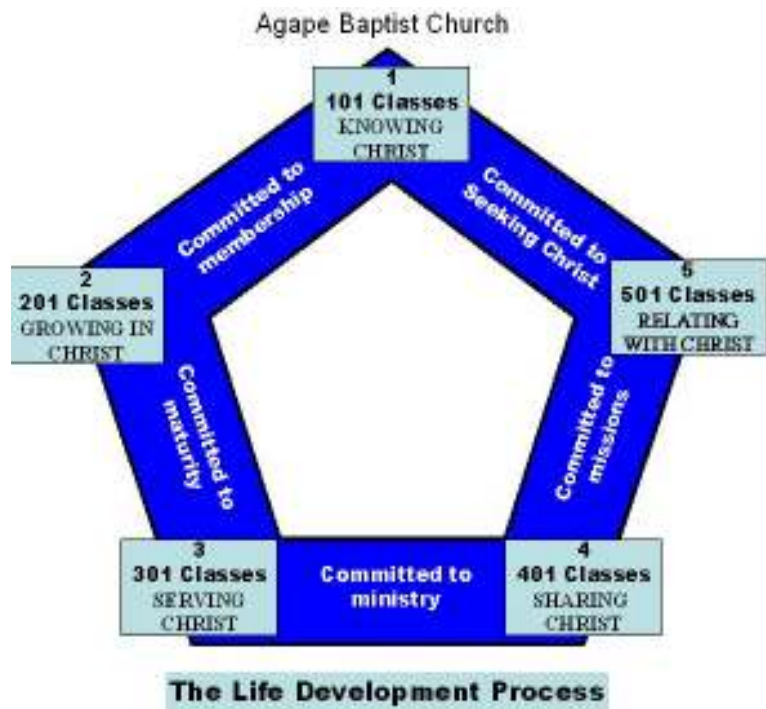 Agape Baptist Church
1
101 Classes
KNOWING
CHRIST
Committed to
membership
Committed to
Seeking Christ
2
201 Classes
GROWING IN
CHRIST
5
501 Classes
RELATING
WITH CHRIST
Committed to
maturity
Committed to
missions
3
301 Classes
SERVING
CHRIST
Committed to
ministry
4
401 Classes
SHARING
CHRIST
The Life Development Process